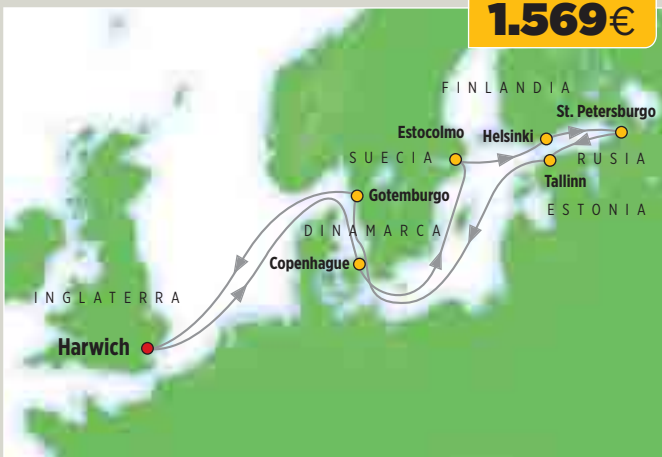 1.569€
FINLANDIA
St. Petersburgo
Estocolmo
Helsinki
SUECIA
RUSIA
Tallinn
Gotemburgo
ESTONIA
DINAMARCA
Copenhague
INGLATERRA
Harwich